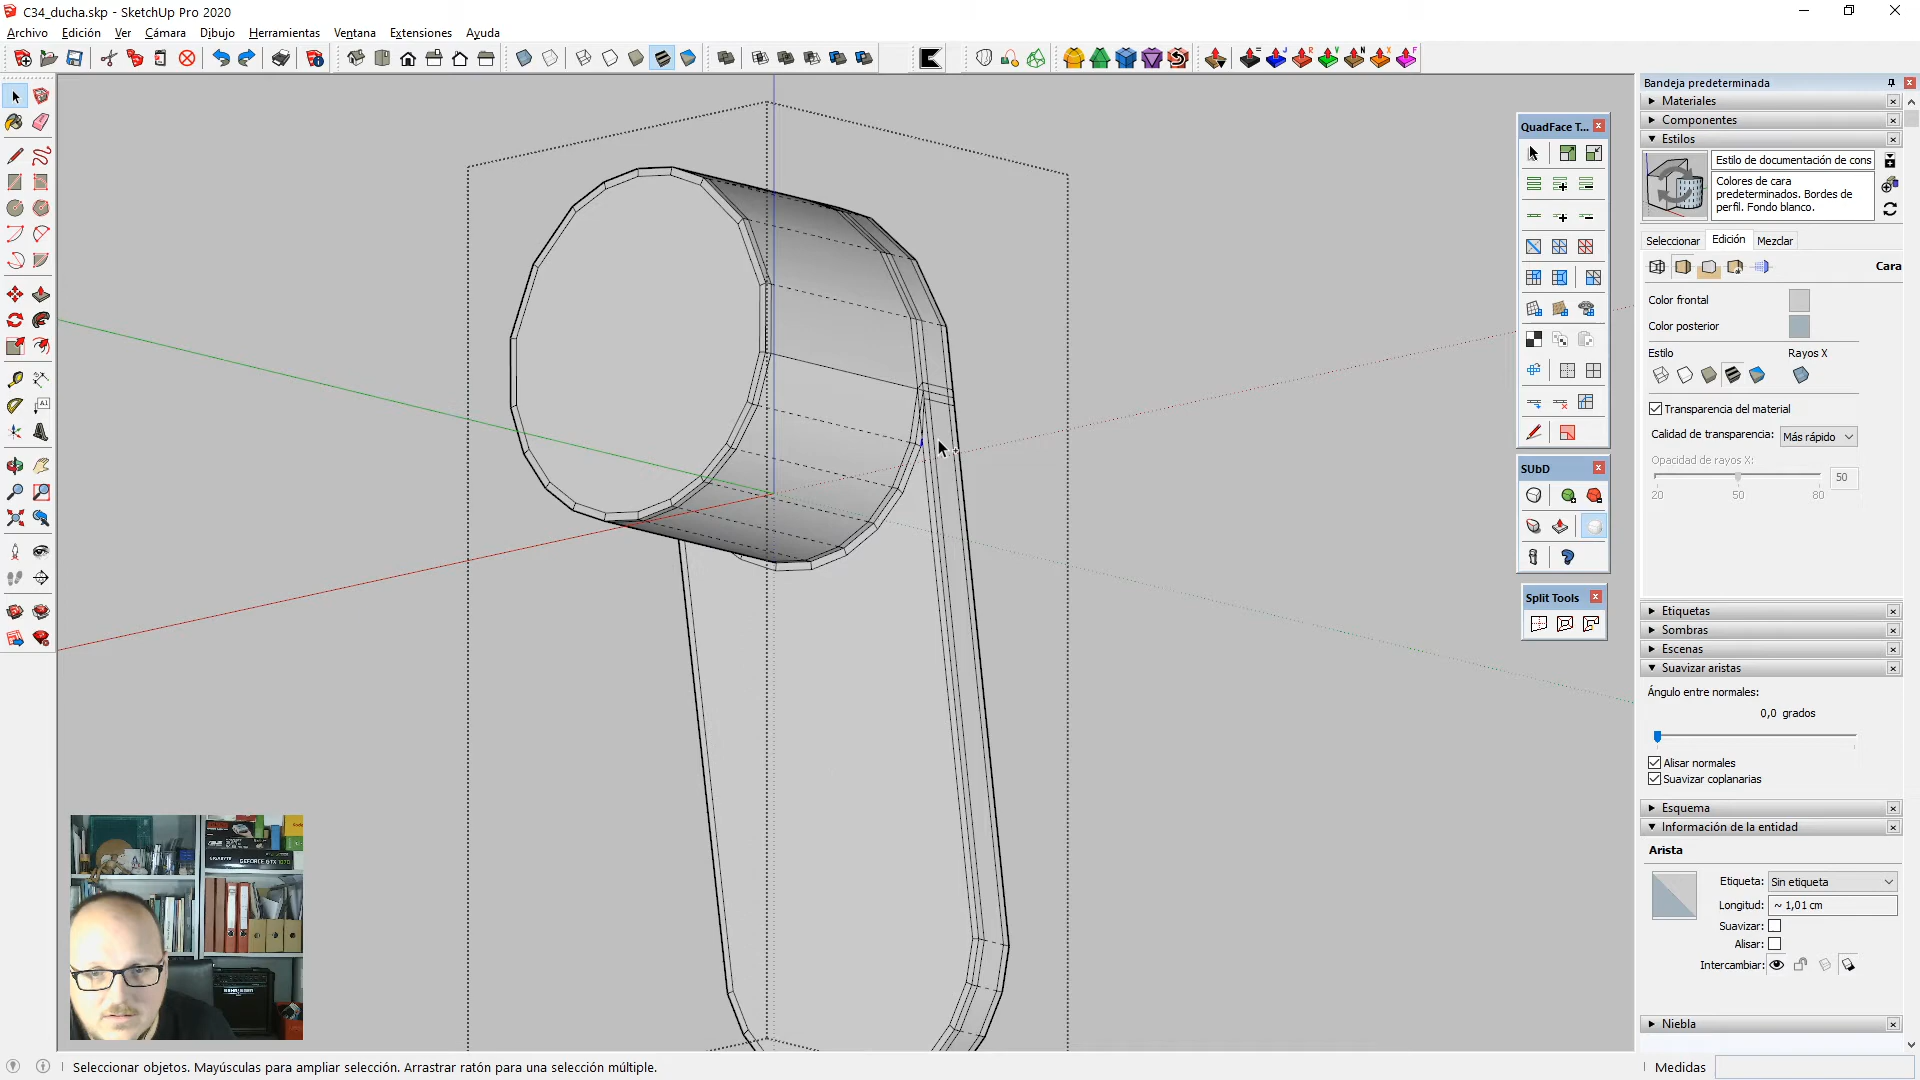 C34_ducha.skp - SketchUp Pro 2020
Archivo Edición Ver Cámara Dibujo Herramientas Ventana Extensiones Ayuda
Bandeja predeterminada
Materiales
Componentes
Estilos
Estilo de documentación de cons
Colores de cara
predeterminados. Bordes de
perfil. Fondo blanco.
Seleccionar Edición Mezclar
Cara
Color frontal
Color posterior
Estilo Rayos X
Transparencia del material
Calidad de transparencia: Más rápido
Opacidad de rayos X:
50
20 50 80
Etiquetas
Sombras
Escenas
Suavizar aristas
Ángulo entre normales:
0,0 grados
Alisar normales
Suavizar coplanarias
Esquema
Información de la entidad
Arista
Etiqueta: Sin etiqueta
Longitud: ~ 1,01 cm
Suavizar:
Alisar:
Intercambiar:
Niebla
QuadFace T...
SUbD
Split Tools
GIGABYTE
GEFORCE GTX 1070
Seleccionar objetos. Mayúsculas para ampliar selección. Arrastrar ratón para una selección múltiple.
Medidas